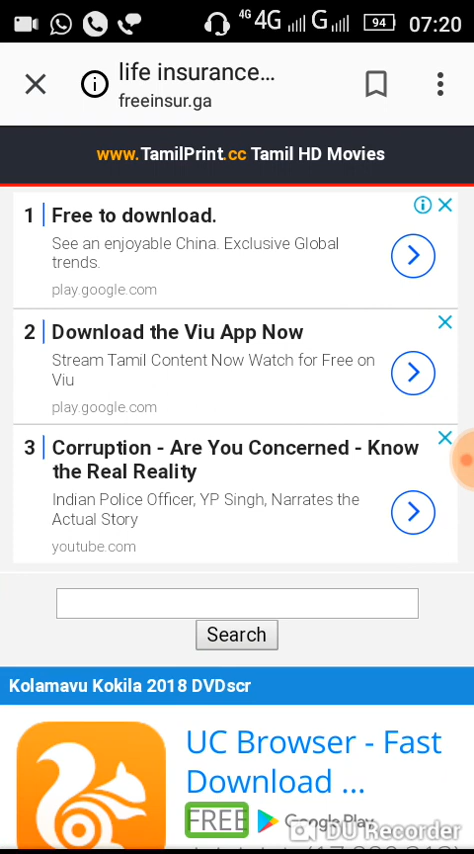 4G 4G G 94 07:20
life insurance...
freeinsur.ga
www.TamilPrint.cc Tamil HD Movies
1 Free to download.
See an enjoyable China. Exclusive Global
trends.
play.google.com
2 Download the Viu App Now
Stream Tamil Content Now Watch for Free on
Viu
play.google.com
3 Corruption - Are You Concerned - Know
the Real Reality
Indian Police Officer, YP Singh, Narrates the
Actual Story
youtube.com
Search
Kolamavu Kokila 2018 DVDscr
UC Browser - Fast
Download ...
FREE Google Play
DU Recorder